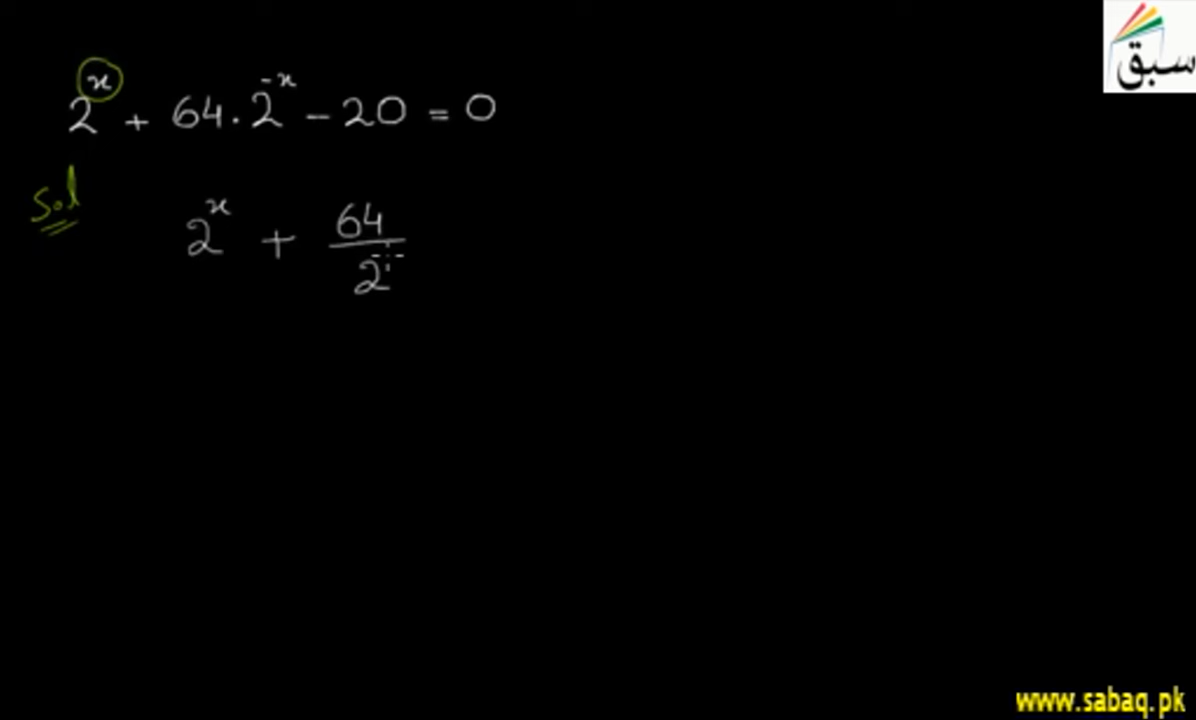 سبق
2^x + 64 · 2^-x - 20 = 0
Sol
2^x + 64/2
www.sabaq.pk